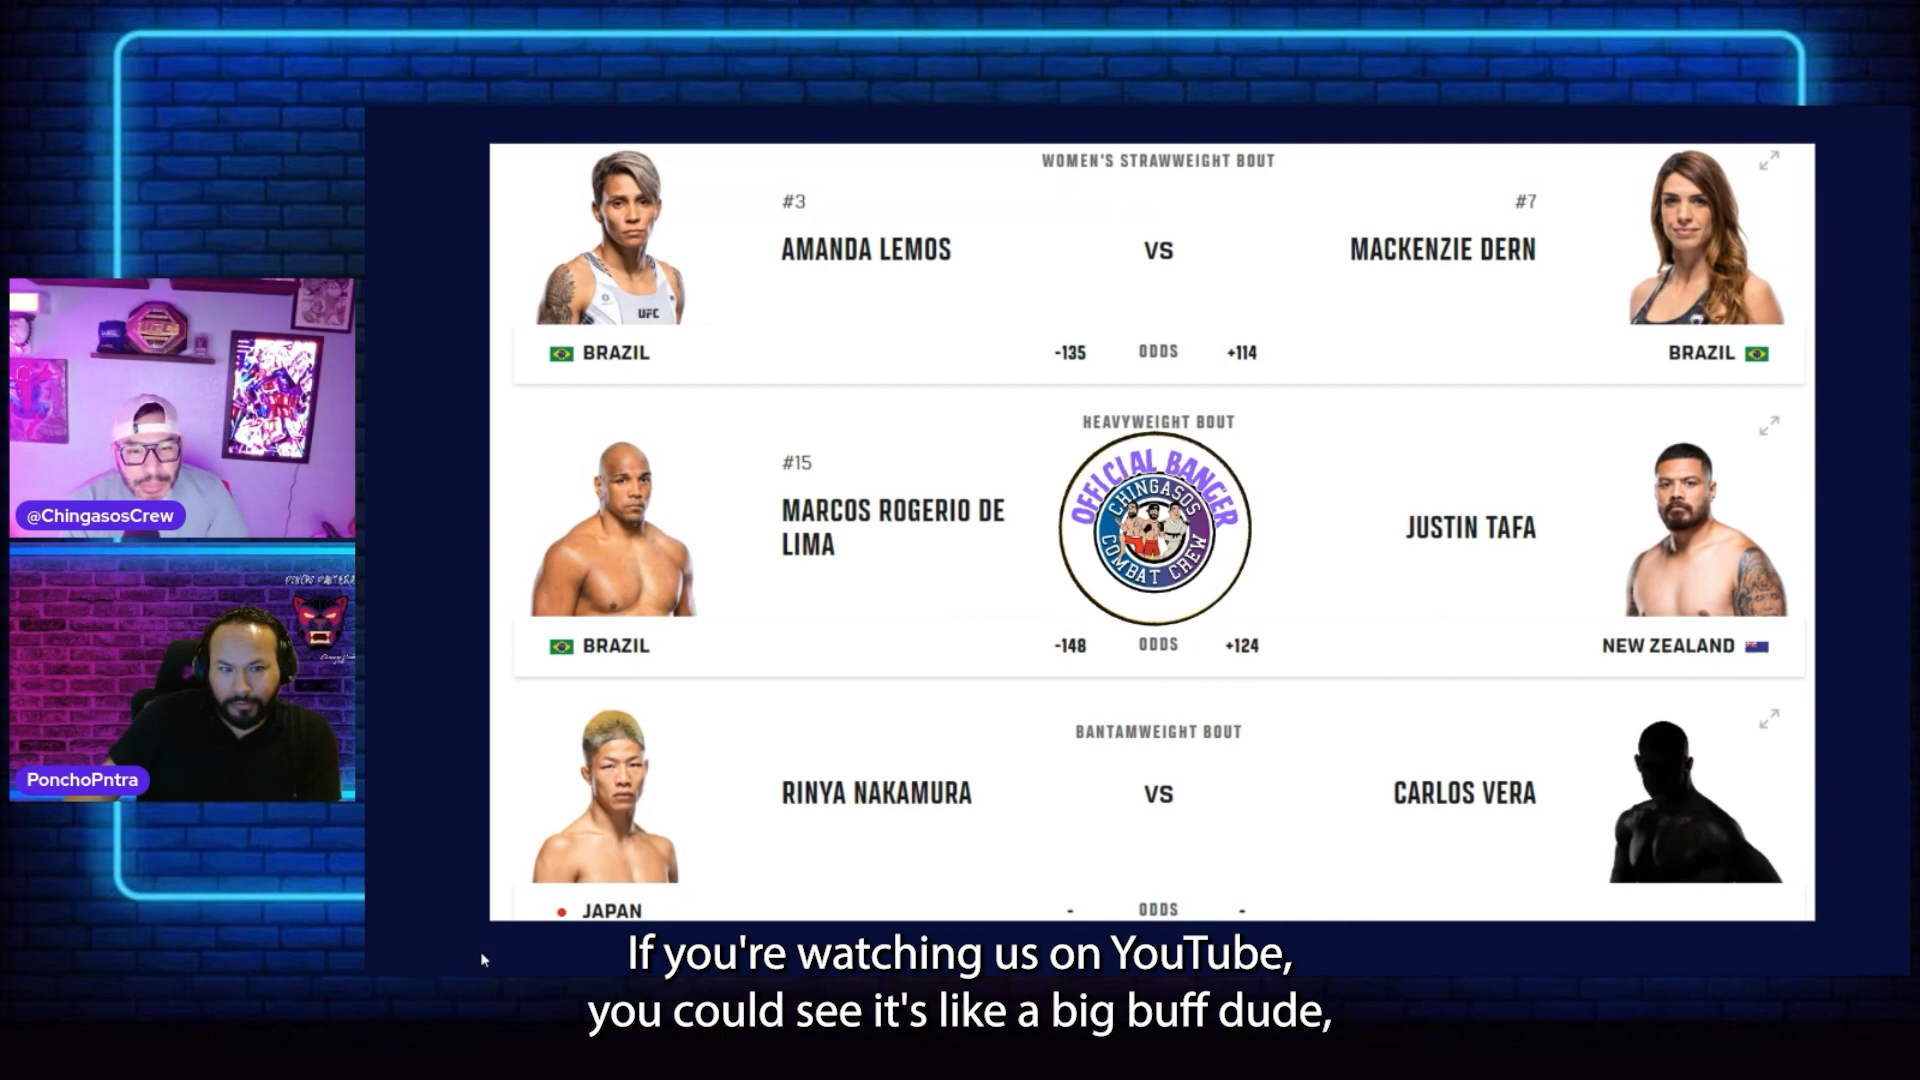 WOMEN'S STRAWWEIGHT BOUT
#3
#7
AMANDA LEMOS
VS
MACKENZIE DERN
UFC
BRAZIL
-135
ODDS
+114
BRAZIL
HEAVYWEIGHT BOUT
#15
MARCOS ROGERIO DE
LIMA
OFFICIAL BANGER
CHINGASOS
COMBAT CREW
JUSTIN TAFA
BRAZIL
-148
ODDS
+124
NEW ZEALAND
BANTAMWEIGHT BOUT
RINYA NAKAMURA
VS
CARLOS VERA
JAPAN
-
ODDS
-
UFC
@ChingasosCrew
PONCHO PANTERA
PonchoPntra
If you're watching us on YouTube,
you could see it's like a big buff dude,